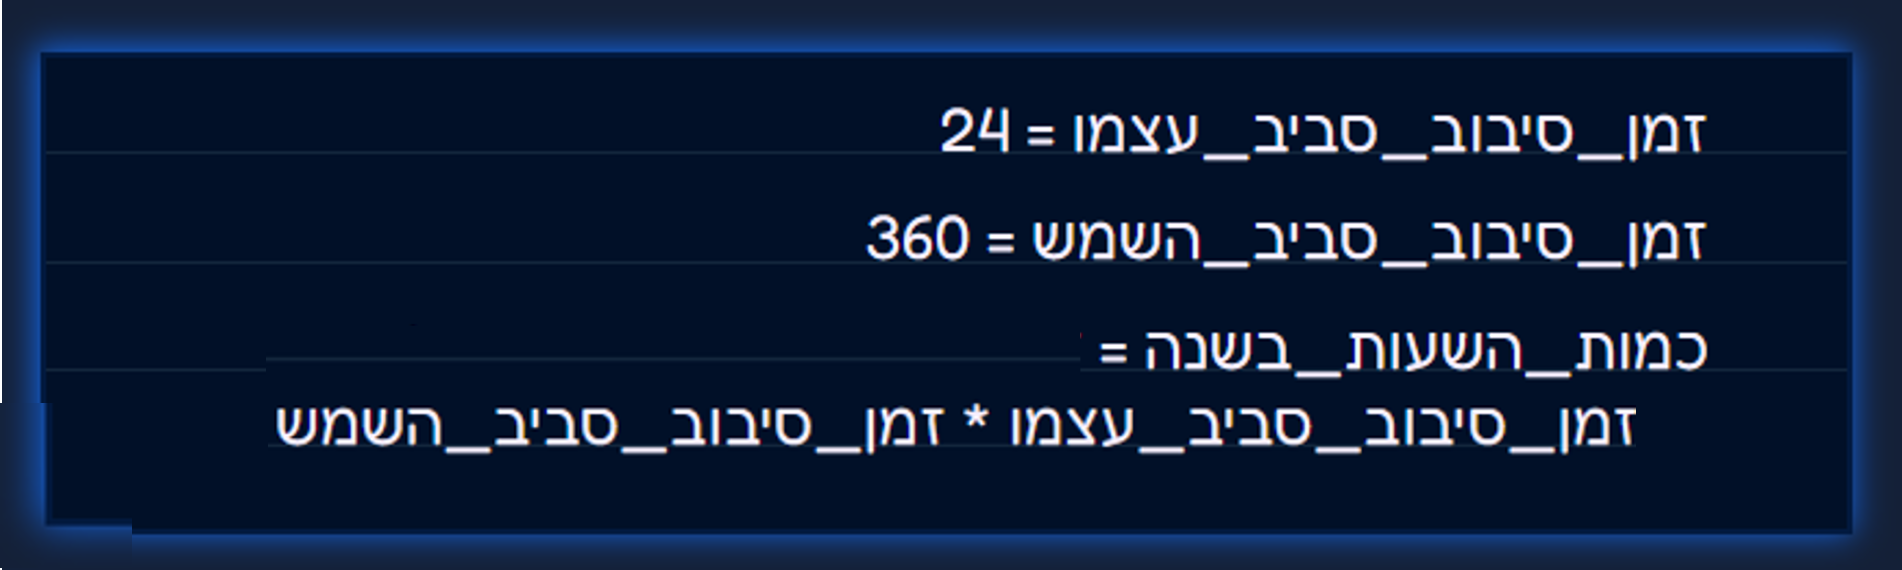 זמן_סיבוב_סביב_עצמו = 24
זמן_סיבוב_סביב_השמש = 360
כמות_השעות_בשנה =
זמן_סיבוב_סביב_עצמו * זמן_סיבוב_סביב_השמש